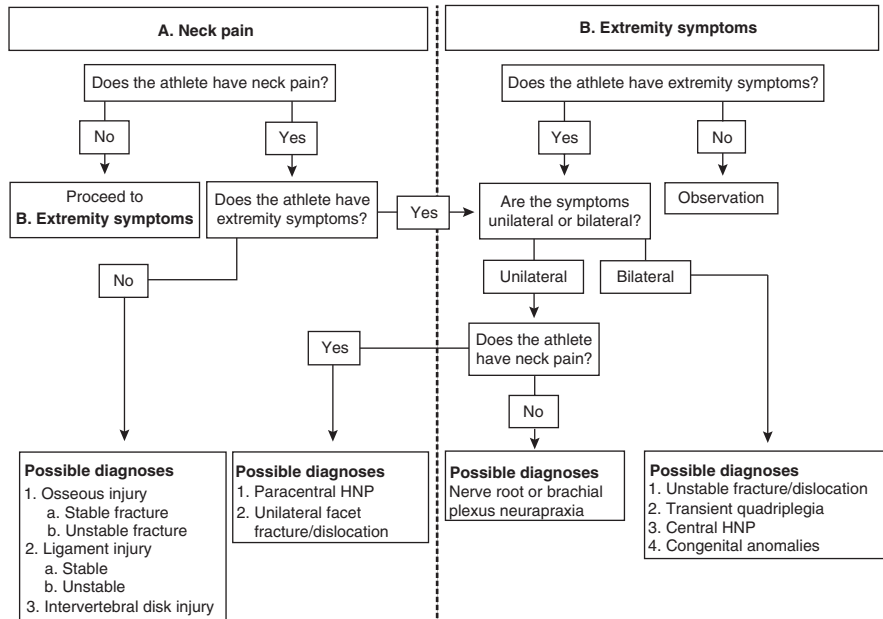 A. Neck pain
Does the athlete have neck pain?
No
Yes
Proceed to
B. Extremity symptoms
Does the athlete have
extremity symptoms?
Yes
No
B. Extremity symptoms
Does the athlete have extremity symptoms?
Yes
No
Observation
Are the symptoms
unilateral or bilateral?
Unilateral
Bilateral
Does the athlete
have neck pain?
Yes
No
Possible diagnoses
1. Osseous injury
a. Stable fracture
b. Unstable fracture
2. Ligament injury
a. Stable
b. Unstable
3. Intervertebral disk injury
Possible diagnoses
1. Paracentral HNP
2. Unilateral facet
fracture/dislocation
Possible diagnoses
Nerve root or brachial
plexus neurapraxia
Possible diagnoses
1. Unstable fracture/dislocation
2. Transient quadriplegia
3. Central HNP
4. Congenital anomalies